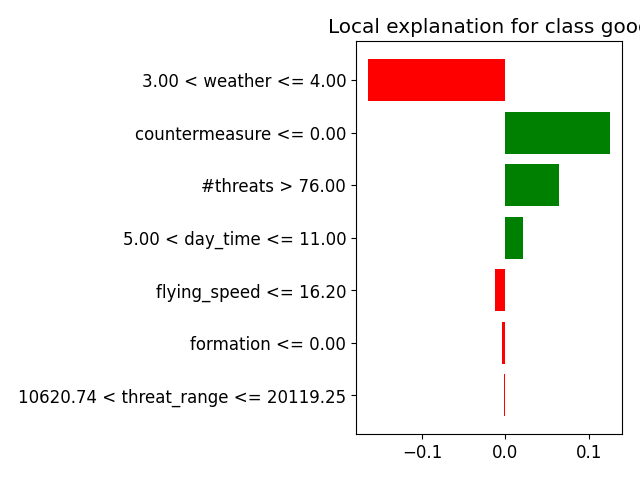 Local explanation for class good
3.00 < weather <= 4.00
countermeasure <= 0.00
#threats > 76.00
5.00 < day_time <= 11.00
flying_speed <= 16.20
formation <= 0.00
10620.74 < threat_range <= 20119.25
−0.1 0.0 0.1